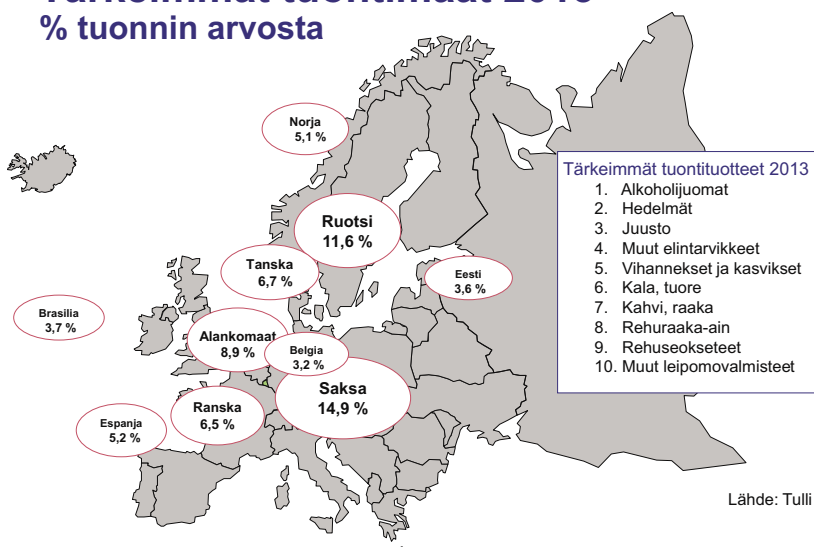 % tuonnin arvosta
Norja
5,1 %
Ruotsi
11,6 %
Tanska
6,7 %
Eesti
3,6 %
Brasilia
3,7 %
Alankomaat
8,9 %
Belgia
3,2 %
Saksa
14,9 %
Ranska
6,5 %
Espanja
5,2 %
Tärkeimmät tuontituotteet 2013
1. Alkoholijuomat
2. Hedelmät
3. Juusto
4. Muut elintarvikkeet
5. Vihannekset ja kasvikset
6. Kala, tuore
7. Kahvi, raaka
8. Rehuraaka-ain
9. Rehuseokseteet
10. Muut leipomovalmisteet
Lähde: Tulli